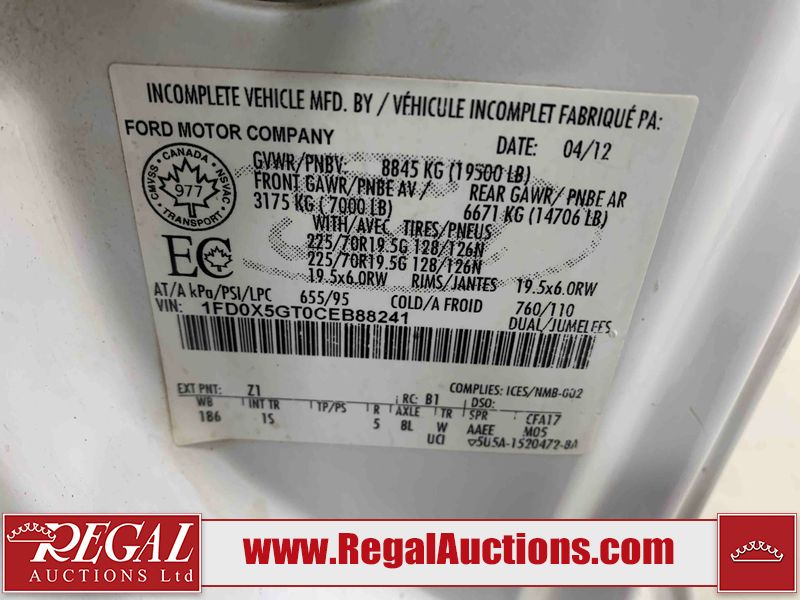 INCOMPLETE VEHICLE MFD. BY / VÉHICULE INCOMPLET FABRIQUÉ PA:
FORD MOTOR COMPANY
DATE: 04/12
GVWR/PNBV: 8845 KG (19500 LB)
FRONT GAWR/PNBE AV / REAR GAWR/ PNBE AR
3175 KG ( 7000 LB) 6671 KG (14706 LB)
WITH/AVEC TIRES/PNEUS
225/70R19.5G 128/126N
225/70R19.5G 128/126N
19.5x6.0RW RIMS/JANTES 19.5x6.0RW
CANADA
CMVSS NSVAC
977
TRANSPORT
EC
AT/A kPa/PSI/LPC 655/95 COLD/A FROID 760/110
VIN: 1FD0X5GT0CEB88241 DUAL/JUMELEES
COMPLIES: ICES/NMB-002
EXT PNT: Z1 RC: B1 DSO:
WB INT TR TP/PS R AXLE TR SPR CFA17
186 1S 5 8L W AAEE M05
UCI ▽5U5A-1520472-BA
REGAL
AUCTIONS Ltd
www.RegalAuctions.com
REGAL